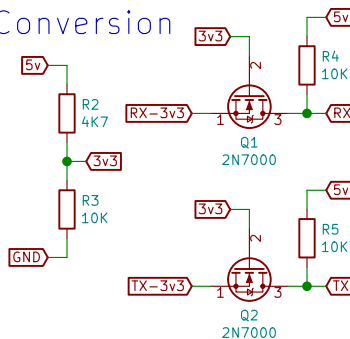 Conversion
5v
R2
4K7
3v3
R3
10K
GND
3v3
2
RX-3v3
1
3
Q1
2N7000
5v
R4
10K
RX
3v3
2
TX-3v3
1
3
Q2
2N7000
5v
R5
10K
TX